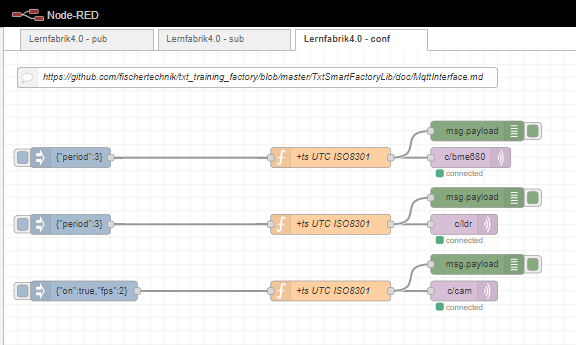 Node-RED
Lernfabrik4.0 - pub
Lernfabrik4.0 - sub
Lernfabrik4.0 - conf
https://github.com/fischertechnik/txt_training_factory/blob/master/TxtSmartFactoryLib/doc/MqttInterface.md
msg.payload
{"period":3}
+ts UTC ISO8301
c/bme680
connected
msg.payload
{"period":3}
+ts UTC ISO8301
c/ldr
connected
msg.payload
{"on":true,"fps":2}
+ts UTC ISO8301
c/cam
connected